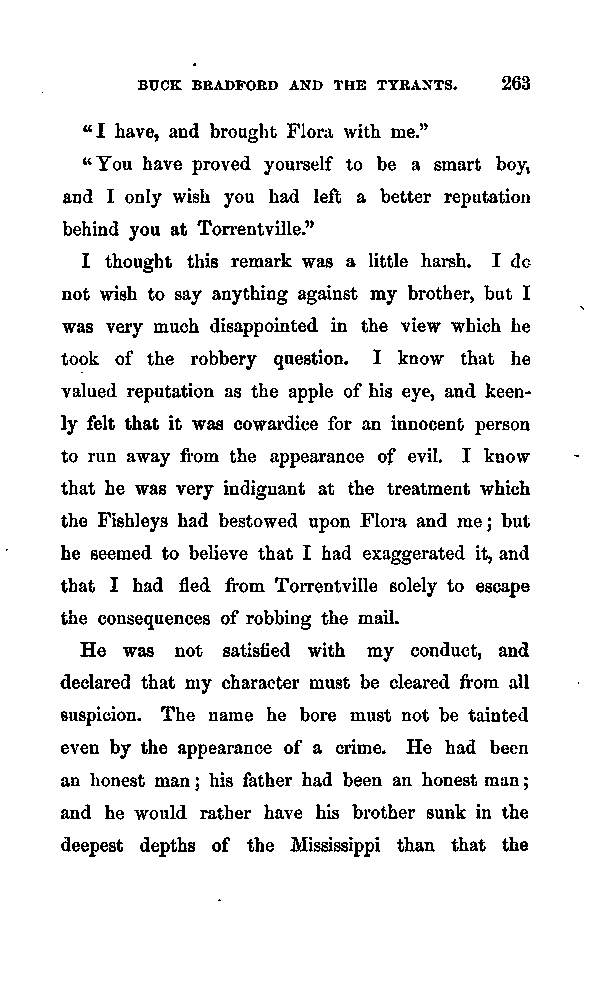 BUCK BRADFORD AND THE TYRANTS. 263
"I have, and brought Flora with me."
"You have proved yourself to be a smart boy,
and I only wish you had left a better reputation
behind you at Torrentville."
I thought this remark was a little harsh. I do
not wish to say anything against my brother, but I
was very much disappointed in the view which he
took of the robbery question. I know that he
valued reputation as the apple of his eye, and keen-
ly felt that it was cowardice for an innocent person
to run away from the appearance of evil. I know
that he was very indignant at the treatment which
the Fishleys had bestowed upon Flora and me; but
he seemed to believe that I had exaggerated it, and
that I had fled from Torrentville solely to escape
the consequences of robbing the mail.
He was not satisfied with my conduct, and
declared that my character must be cleared from all
suspicion. The name he bore must not be tainted
even by the appearance of a crime. He had been
an honest man; his father had been an honest man;
and he would rather have his brother sunk in the
deepest depths of the Mississippi than that the